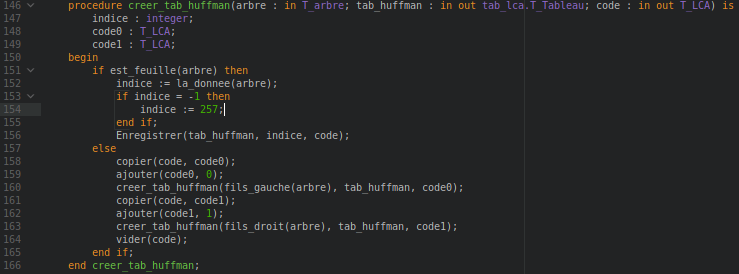 146 procedure creer_tab_huffman(arbre : in T_arbre; tab_huffman : in out tab_lca.T_Tableau; code : in out T_LCA) is
147 indice : integer;
148 code0 : T_LCA;
149 code1 : T_LCA;
150 begin
151 if est_feuille(arbre) then
152 indice := la_donnee(arbre);
153 if indice = -1 then
154 indice := 257;
155 end if;
156 Enregistrer(tab_huffman, indice, code);
157 else
158 copier(code, code0);
159 ajouter(code0, 0);
160 creer_tab_huffman(fils_gauche(arbre), tab_huffman, code0);
161 copier(code, code1);
162 ajouter(code1, 1);
163 creer_tab_huffman(fils_droit(arbre), tab_huffman, code1);
164 vider(code);
165 end if;
166 end creer_tab_huffman;